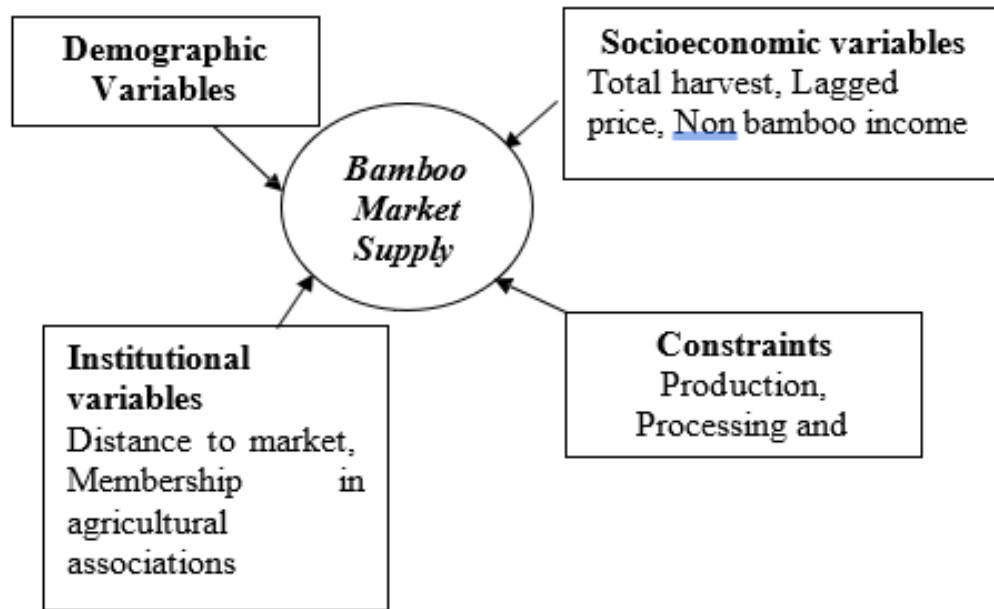 Demographic
Variables
Socioeconomic variables
Total harvest, Lagged
price, Non bamboo income
Bamboo
Market
Supply
Institutional
variables
Distance to market,
Membership in
agricultural
associations
Constraints
Production,
Processing and